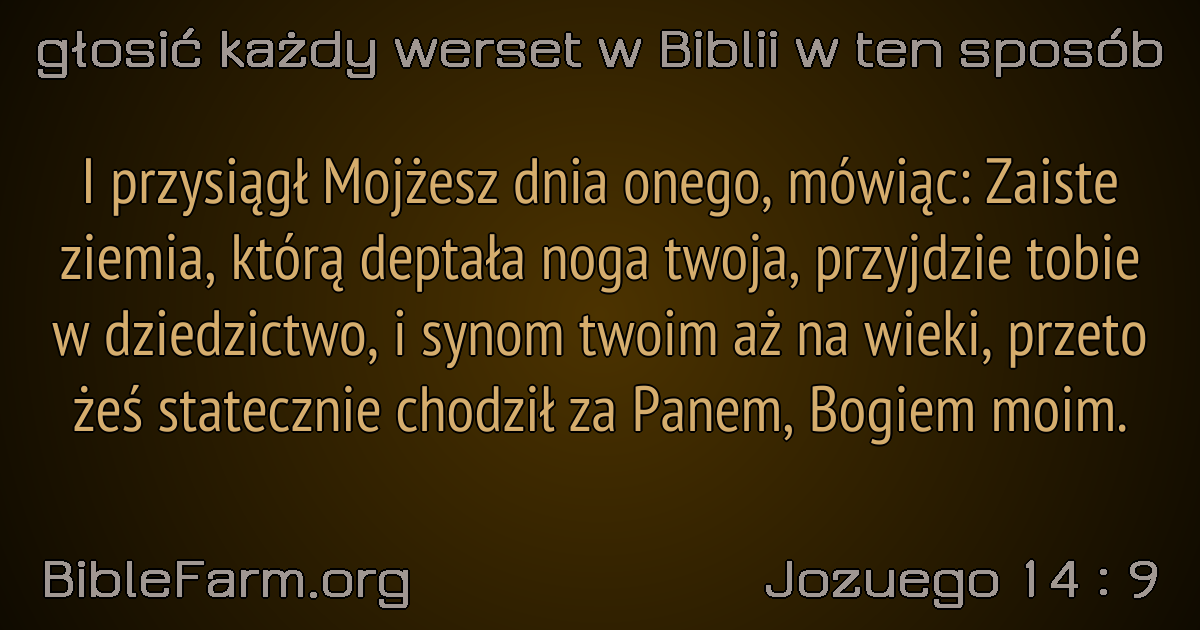 głosić każdy werset w Biblii w ten sposób
I przysiągł Mojżesz dnia onego, mówiąc: Zaiste
ziemia, którą deptała noga twoja, przyjdzie tobie
w dziedzictwo, i synom twoim aż na wieki, przeto
żeś statecznie chodził za Panem, Bogiem moim.
BibleFarm.org
Jozuego 14 : 9